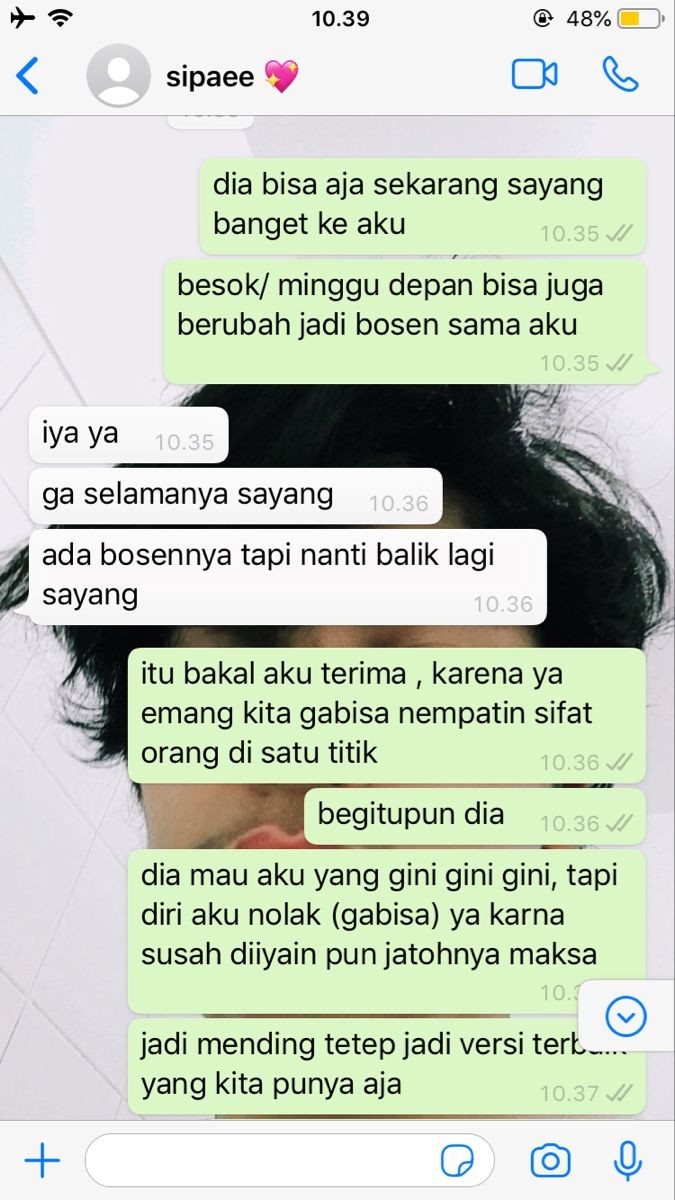 10.39
48%
sipaee 💖
dia bisa aja sekarang sayang
banget ke aku
10.35
besok/ minggu depan bisa juga
berubah jadi bosen sama aku
10.35
iya ya
10.35
ga selamanya sayang
10.36
ada bosennya tapi nanti balik lagi
sayang
10.36
itu bakal aku terima , karena ya
emang kita gabisa nempatin sifat
orang di satu titik
10.36
begitupun dia
10.36
dia mau aku yang gini gini gini, tapi
diri aku nolak (gabisa) ya karna
susah diiyain pun jatohnya maksa
jadi mending tetep jadi versi
yang kita punya aja
10.37